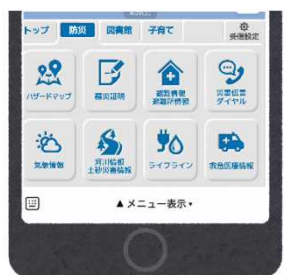 トップ 防災 図書館 子育て 受信設定
ハザードマップ 罹災証明 避難情報 災害伝言
避難所情報 ダイヤル
気象情報 河川情報 ライフライン 救急医療情報
土砂災害情報
▲メニュー表示・